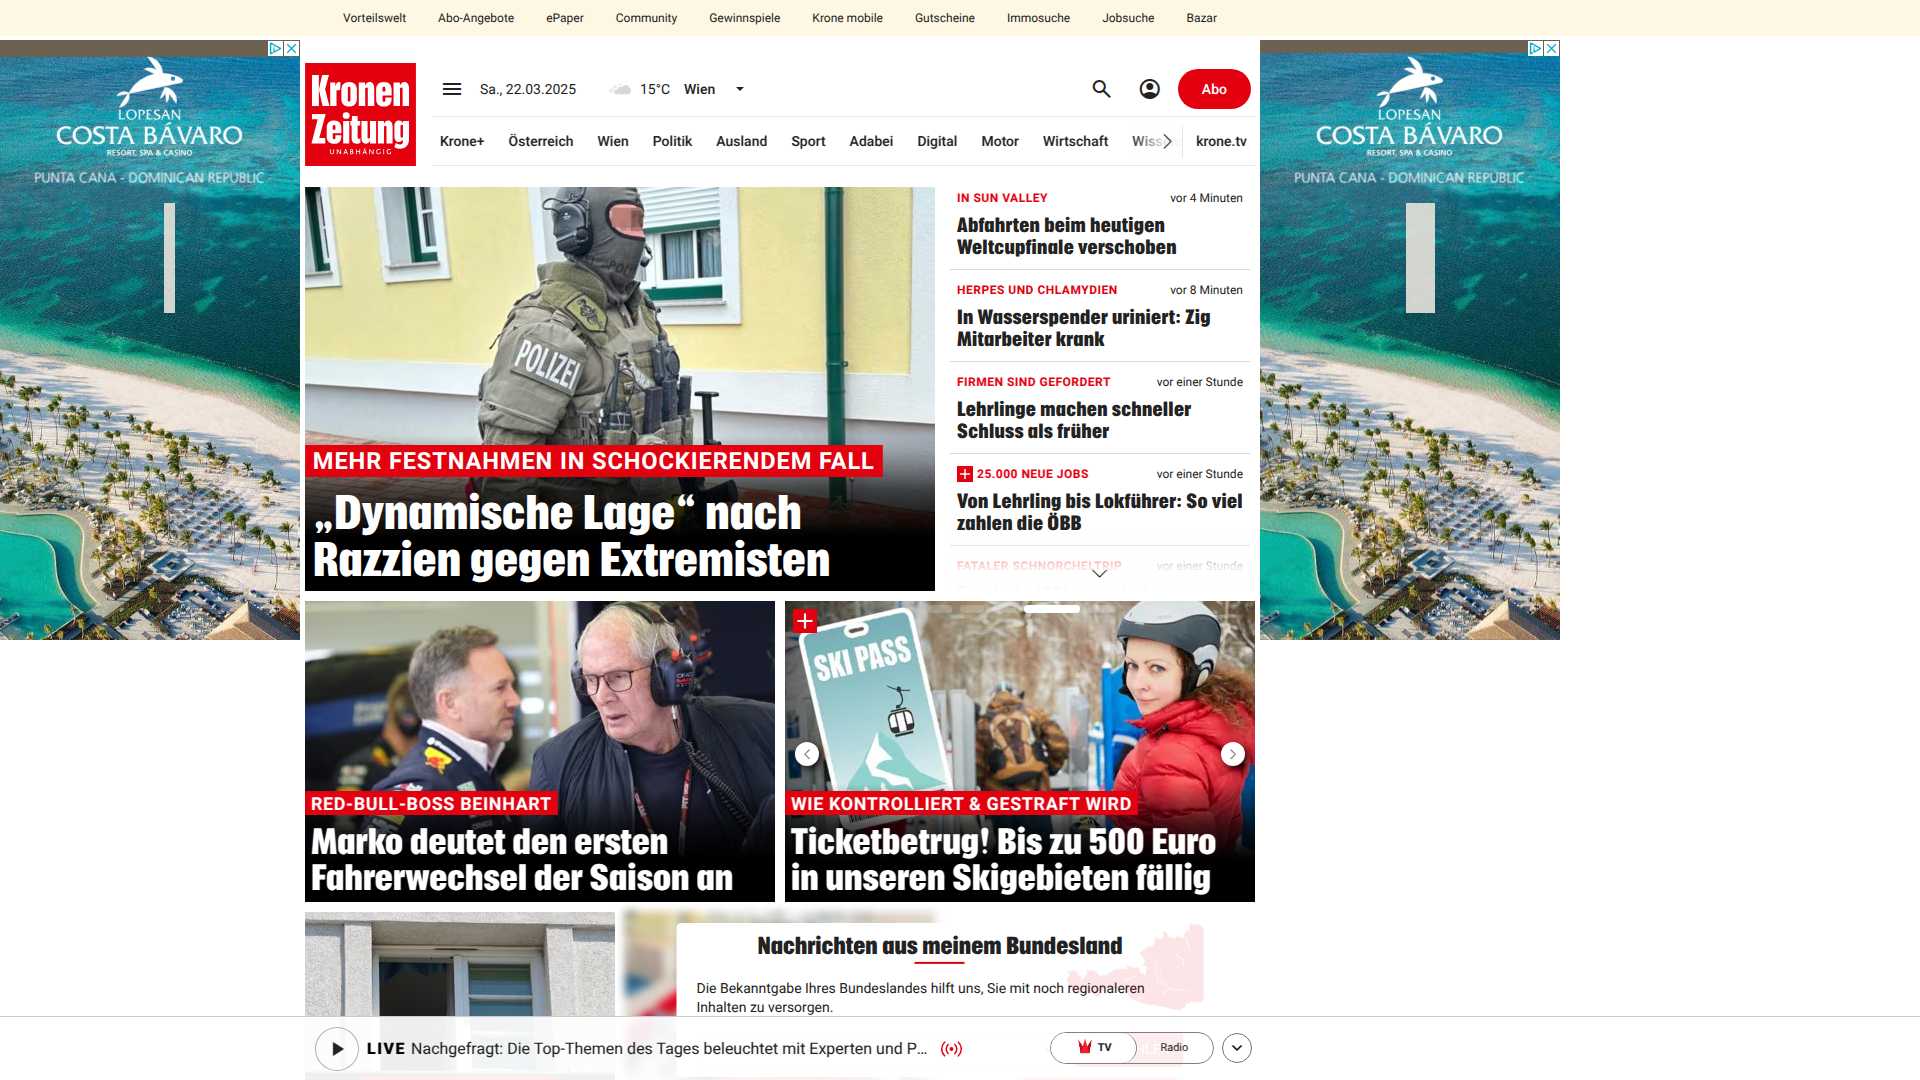 Vorteilswelt Abo-Angebote ePaper Community Gewinnspiele Krone mobile Gutscheine Immosuche Jobsuche Bazar
LOPESAN
COSTA BÁVARO
RESORT, SPA & CASINO
PUNTA CANA - DOMINICAN REPUBLIC
Kronen
Zeitung
UNABHÄNGIG
Sa., 22.03.2025 15°C Wien
Abo
Krone+ Österreich Wien Politik Ausland Sport Adabei Digital Motor Wirtschaft Wiss krone.tv
LOPESAN
COSTA BÁVARO
RESORT, SPA & CASINO
PUNTA CANA - DOMINICAN REPUBLIC
POLIZEI
MEHR FESTNAHMEN IN SCHOCKIERENDEM FALL
„Dynamische Lage“ nach
Razzien gegen Extremisten
IN SUN VALLEY vor 4 Minuten
Abfahrten beim heutigen
Weltcupfinale verschoben
HERPES UND CHLAMYDIEN vor 8 Minuten
In Wasserspender uriniert: Zig
Mitarbeiter krank
FIRMEN SIND GEFORDERT vor einer Stunde
Lehrlinge machen schneller
Schluss als früher
25.000 NEUE JOBS vor einer Stunde
Von Lehrling bis Lokführer: So viel
zahlen die ÖBB
FATALER SCHNORCHELTRIP vor einer Stunde
RED-BULL-BOSS BEINHART
Marko deutet den ersten
Fahrerwechsel der Saison an
SKI PASS
WIE KONTROLLIERT & GESTRAFT WIRD
Ticketbetrug! Bis zu 500 Euro
in unseren Skigebieten fällig
Nachrichten aus meinem Bundesland
Die Bekanntgabe Ihres Bundeslandes hilft uns, Sie mit noch regionaleren
Inhalten zu versorgen.
LIVE Nachgefragt: Die Top-Themen des Tages beleuchtet mit Experten und P...
TV Radio